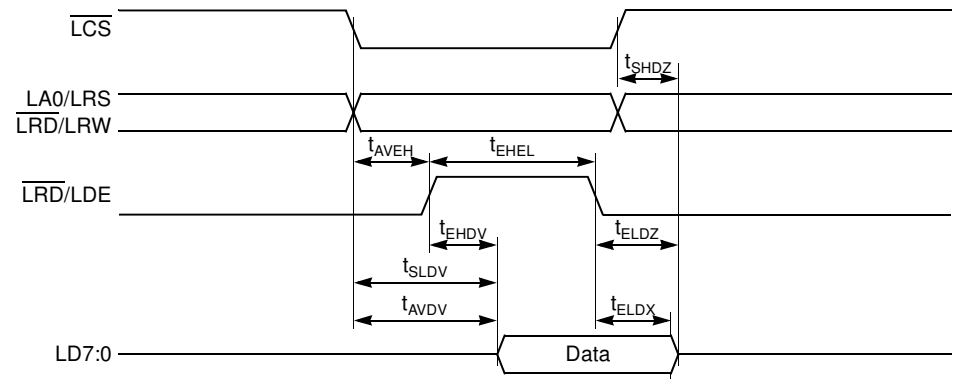 LCS
tSHDZ
LA0/LRS
LRD/LRW
tAVEH tEHEL
LRD/LDE
tEHDV tELDZ
tSLDV
tAVDV tELDX
LD7:0 Data